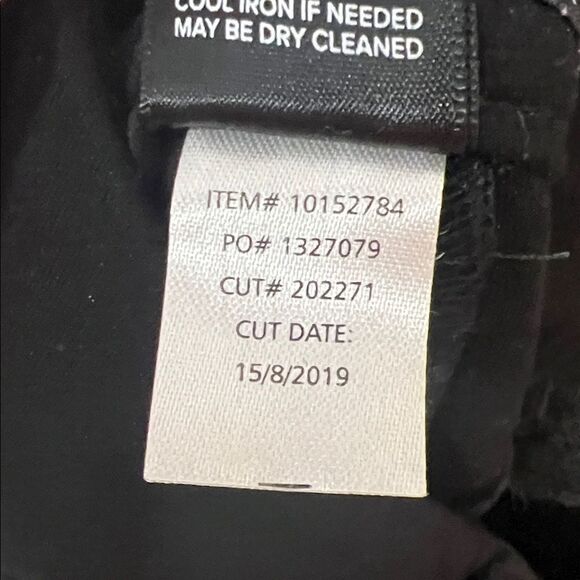 COOL IRON IF NEEDED
MAY BE DRY CLEANED
ITEM# 10152784
PO# 1327079
CUT# 202271
CUT DATE:
15/8/2019